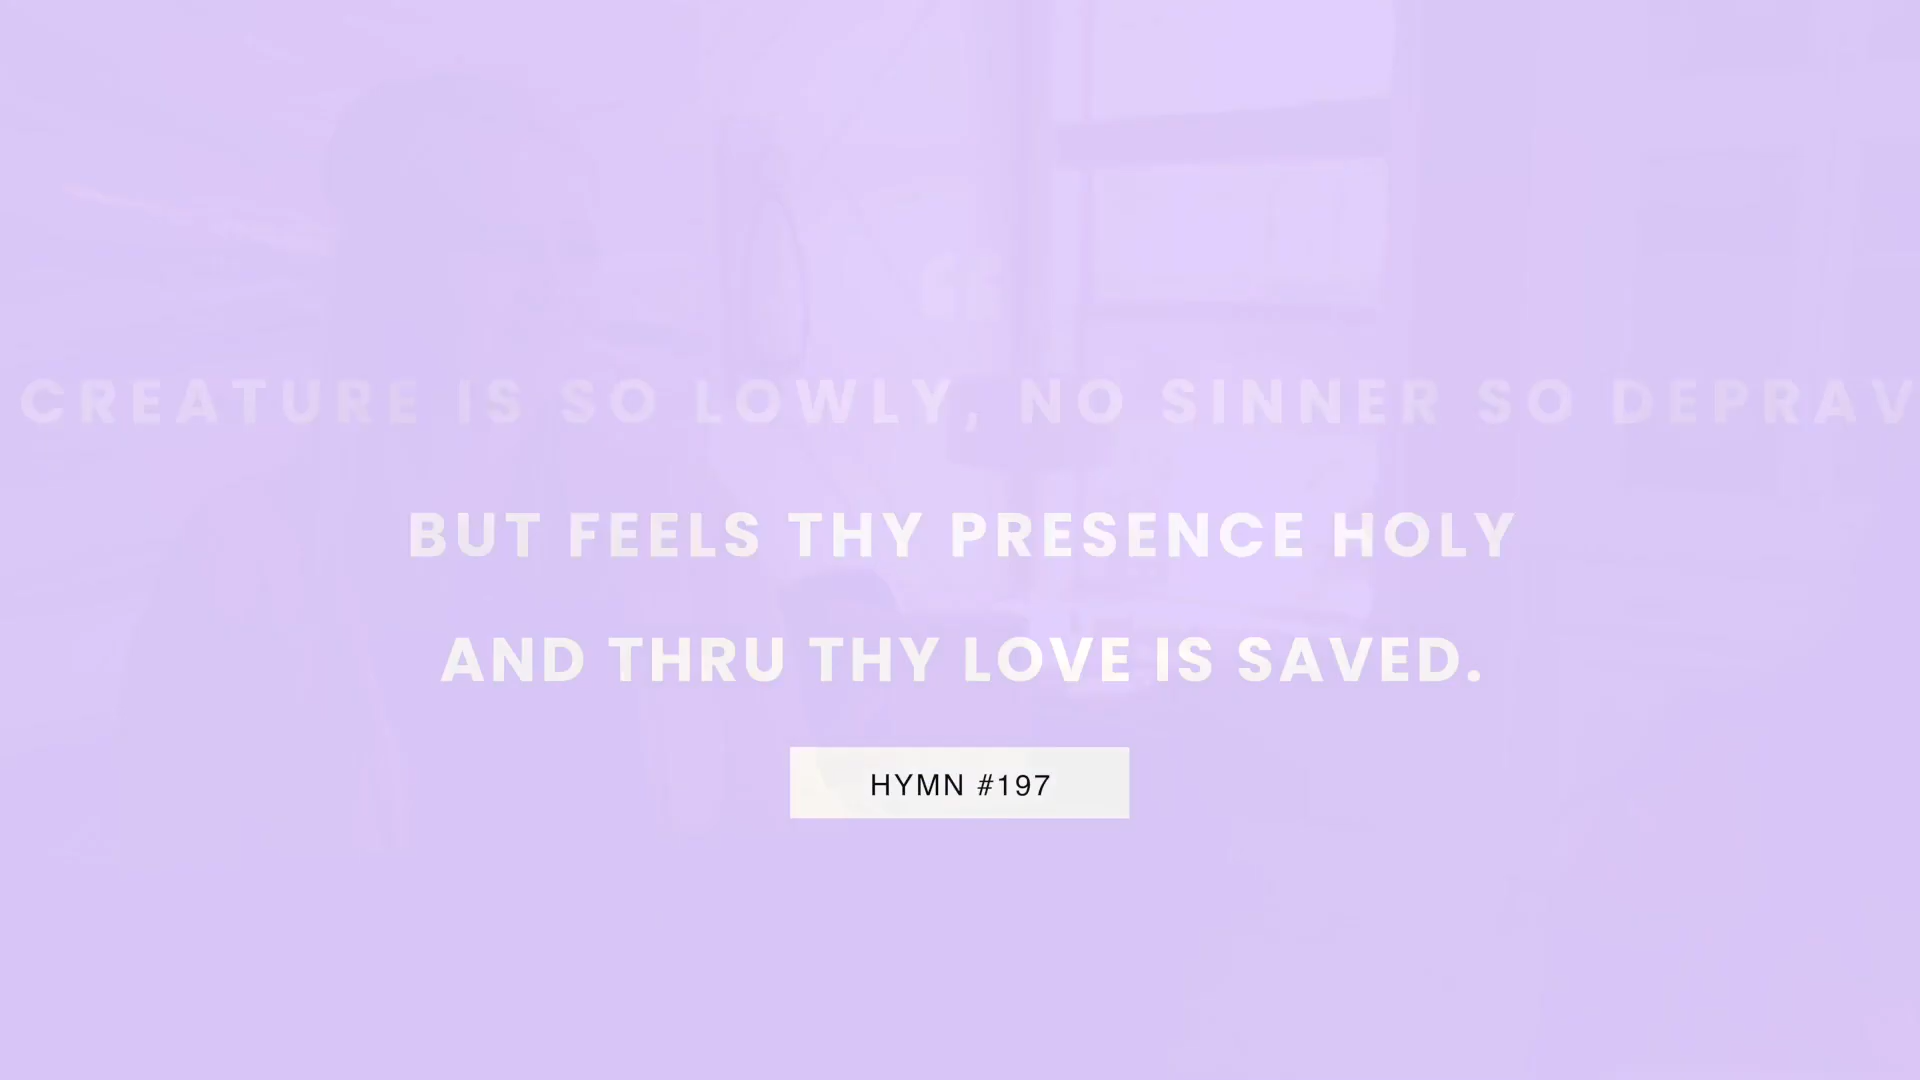 “
CREATURE IS SO LOWLY, NO SINNER SO DEPRAV
BUT FEELS THY PRESENCE HOLY
AND THRU THY LOVE IS SAVED.
HYMN #197